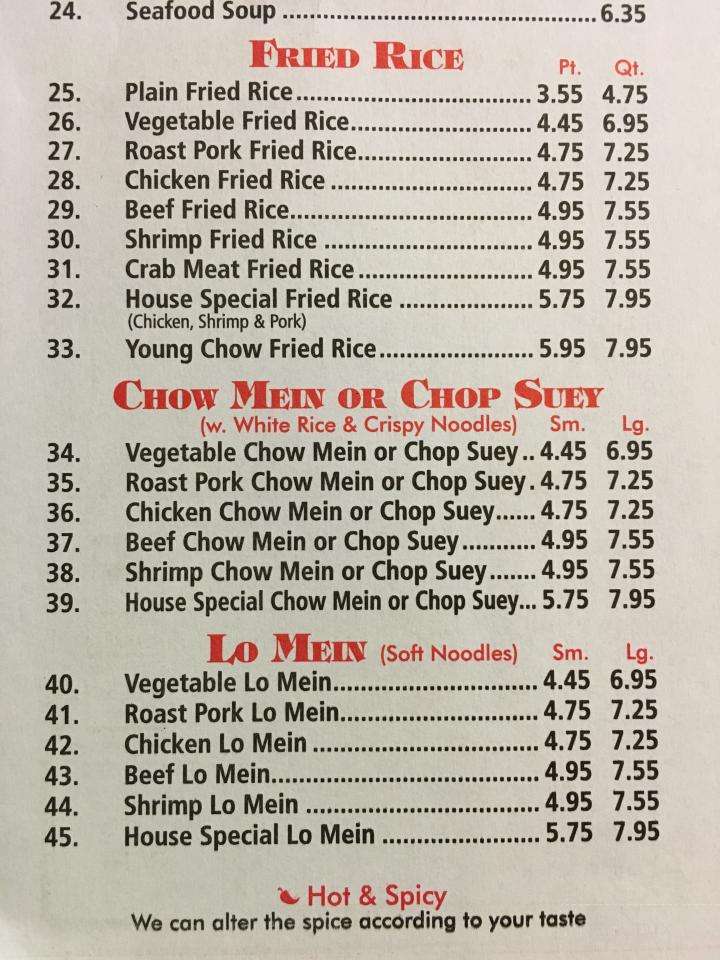 24. Seafood Soup ................................................ 6.35
FRIED RICE Pt. Qt.
25. Plain Fried Rice.................................. 3.55 4.75
26. Vegetable Fried Rice.......................... 4.45 6.95
27. Roast Pork Fried Rice......................... 4.75 7.25
28. Chicken Fried Rice ............................. 4.75 7.25
29. Beef Fried Rice................................... 4.95 7.55
30. Shrimp Fried Rice .............................. 4.95 7.55
31. Crab Meat Fried Rice ......................... 4.95 7.55
32. House Special Fried Rice ................... 5.75 7.95
(Chicken, Shrimp & Pork)
33. Young Chow Fried Rice...................... 5.95 7.95
CHOW MEIN OR CHOP SUEY
(w. White Rice & Crispy Noodles) Sm. Lg.
34. Vegetable Chow Mein or Chop Suey .. 4.45 6.95
35. Roast Pork Chow Mein or Chop Suey . 4.75 7.25
36. Chicken Chow Mein or Chop Suey...... 4.75 7.25
37. Beef Chow Mein or Chop Suey ........... 4.95 7.55
38. Shrimp Chow Mein or Chop Suey....... 4.95 7.55
39. House Special Chow Mein or Chop Suey... 5.75 7.95
LO MEIN (Soft Noodles) Sm. Lg.
40. Vegetable Lo Mein.............................. 4.45 6.95
41. Roast Pork Lo Mein............................. 4.75 7.25
42. Chicken Lo Mein ................................. 4.75 7.25
43. Beef Lo Mein....................................... 4.95 7.55
44. Shrimp Lo Mein .................................. 4.95 7.55
45. House Special Lo Mein ....................... 5.75 7.95
Hot & Spicy
We can alter the spice according to your taste